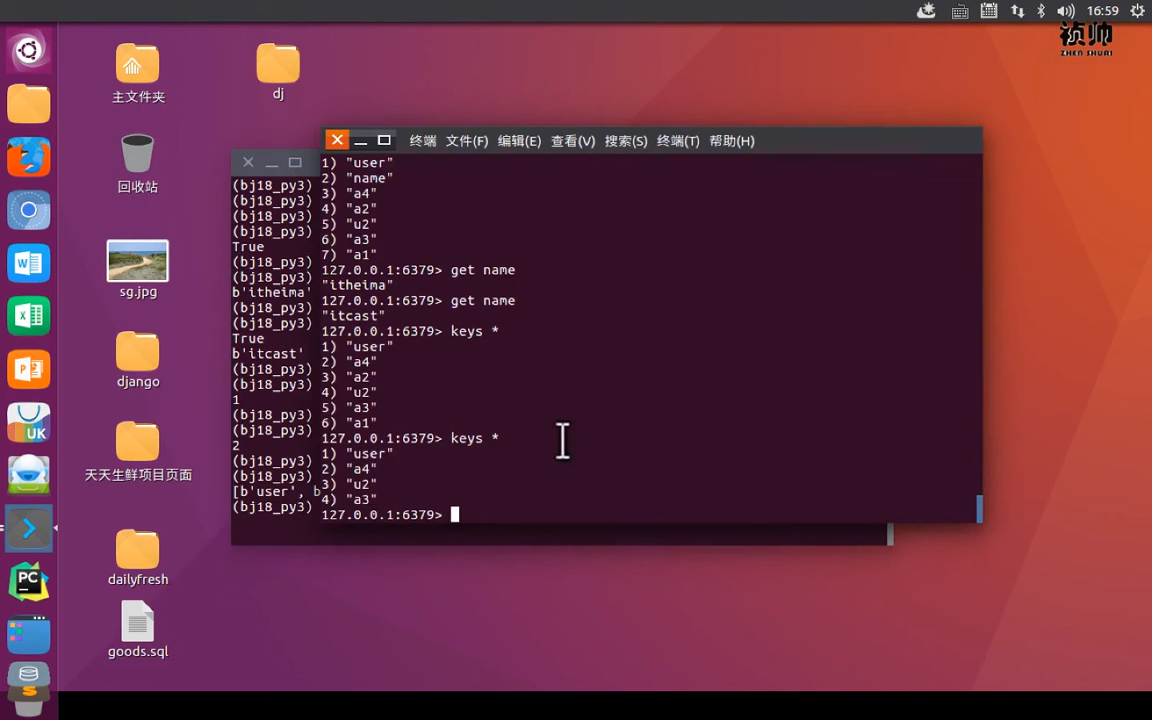 16:59
祯帅
ZHEN SHUAI
主文件夹
dj
回收站
sg.jpg
django
天天生鲜项目页面
dailyfresh
goods.sql
W
X
P
UK
PC
S
(bj18_py3)
(bj18_py3)
(bj18_py3)
(bj18_py3)
True
(bj18_py3)
(bj18_py3)
b'itheima'
(bj18_py3)
(bj18_py3)
True
b'itcast'
(bj18_py3)
(bj18_py3)
1
(bj18_py3)
(bj18_py3)
2
(bj18_py3)
(bj18_py3)
[b'user', b
(bj18_py3)
终端 文件(F) 编辑(E) 查看(V) 搜索(S) 终端(T) 帮助(H)
1) "user"
2) "name"
3) "a4"
4) "a2"
5) "u2"
6) "a3"
7) "a1"
127.0.0.1:6379> get name
"itheima"
127.0.0.1:6379> get name
"itcast"
127.0.0.1:6379> keys *
1) "user"
2) "a4"
3) "a2"
4) "u2"
5) "a3"
6) "a1"
127.0.0.1:6379> keys *
1) "user"
2) "a4"
3) "u2"
4) "a3"
127.0.0.1:6379>